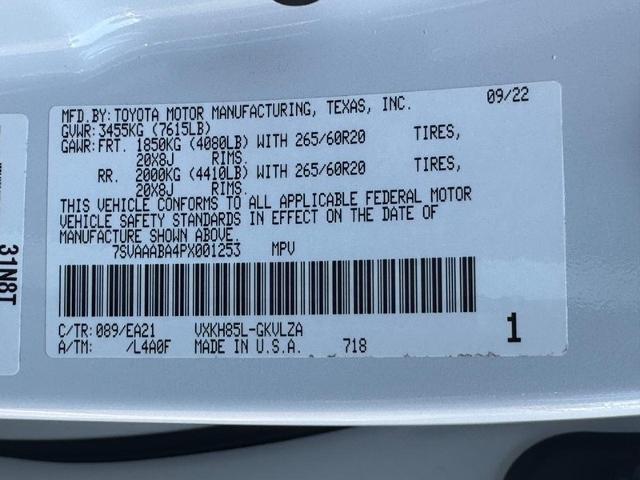 MFD.BY:TOYOTA MOTOR MANUFACTURING, TEXAS, INC. 09/22
GVWR:3455KG (7615LB)
GAWR:FRT. 1850KG (4080LB) WITH 265/60R20 TIRES,
20X8J RIMS.
RR. 2000KG (4410LB) WITH 265/60R20 TIRES,
20X8J RIMS.
THIS VEHICLE CONFORMS TO ALL APPLICABLE FEDERAL MOTOR
VEHICLE SAFETY STANDARDS IN EFFECT ON THE DATE OF
MANUFACTURE SHOWN ABOVE.
7SVAAABA4PX001253 MPV
C/TR:089/EA21 VXKH85L-GKVLZA
A/TM: /L4A0F MADE IN U.S.A. 718 1
31N8T